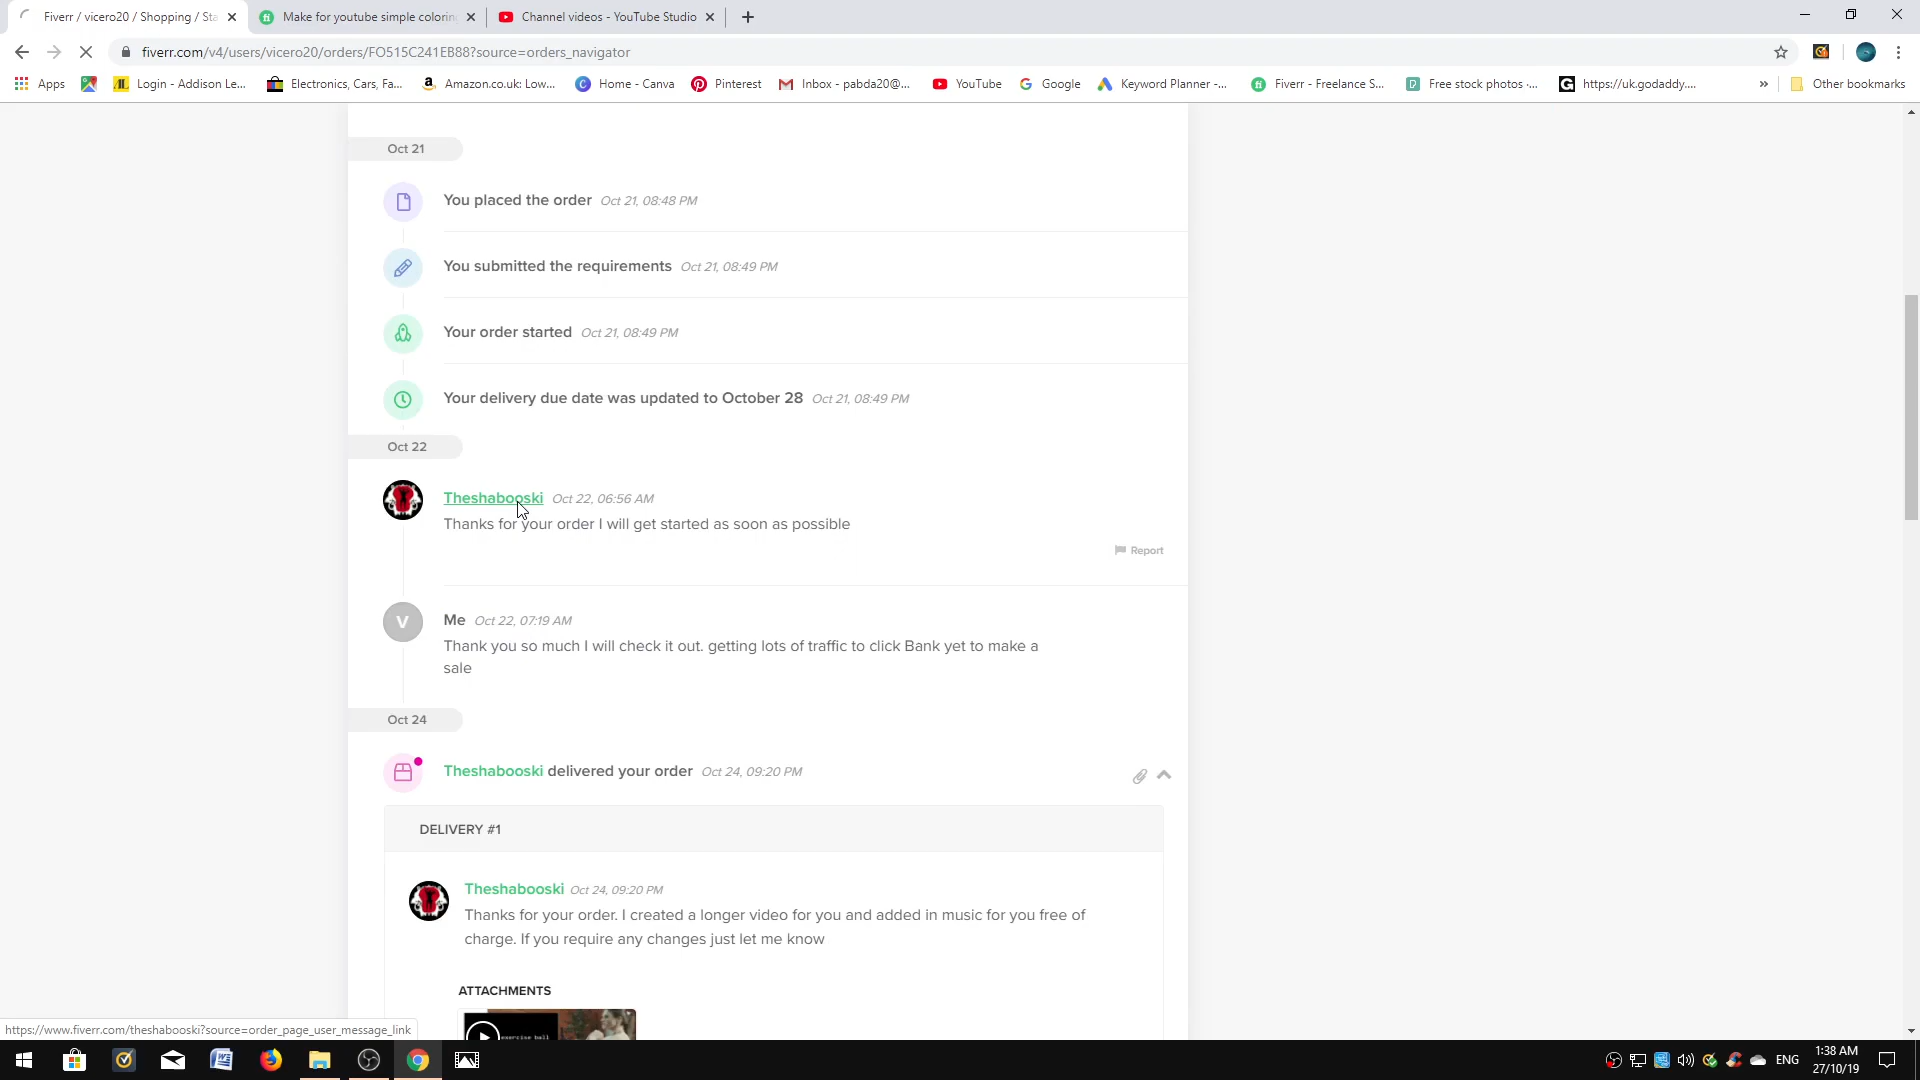 Fiverr / vicero20 / Shopping / Sta
Make for youtube simple coloring
Channel videos - YouTube Studio
fiverr.com/v4/users/vicero20/orders/FO515C241EB88?source=orders_navigator
Apps
Login - Addison Le...
Electronics, Cars, Fa...
Amazon.co.uk: Low...
Home - Canva
Pinterest
Inbox - pabda20@...
YouTube
Google
Keyword Planner -...
Fiverr - Freelance S...
Free stock photos ·...
https://uk.godaddy....
Other bookmarks
Oct 21
You placed the order Oct 21, 08:48 PM
You submitted the requirements Oct 21, 08:49 PM
Your order started Oct 21, 08:49 PM
Your delivery due date was updated to October 28 Oct 21, 08:49 PM
Oct 22
Theshabooski Oct 22, 06:56 AM
Thanks for your order I will get started as soon as possible
Report
V
Me Oct 22, 07:19 AM
Thank you so much I will check it out. getting lots of traffic to click Bank yet to make a
sale
Oct 24
Theshabooski delivered your order Oct 24, 09:20 PM
DELIVERY #1
Theshabooski Oct 24, 09:20 PM
Thanks for your order. I created a longer video for you and added in music for you free of
charge. If you require any changes just let me know
ATTACHMENTS
exercise ball
https://www.fiverr.com/theshabooski?source=order_page_user_message_link
ENG
1:38 AM
27/10/19